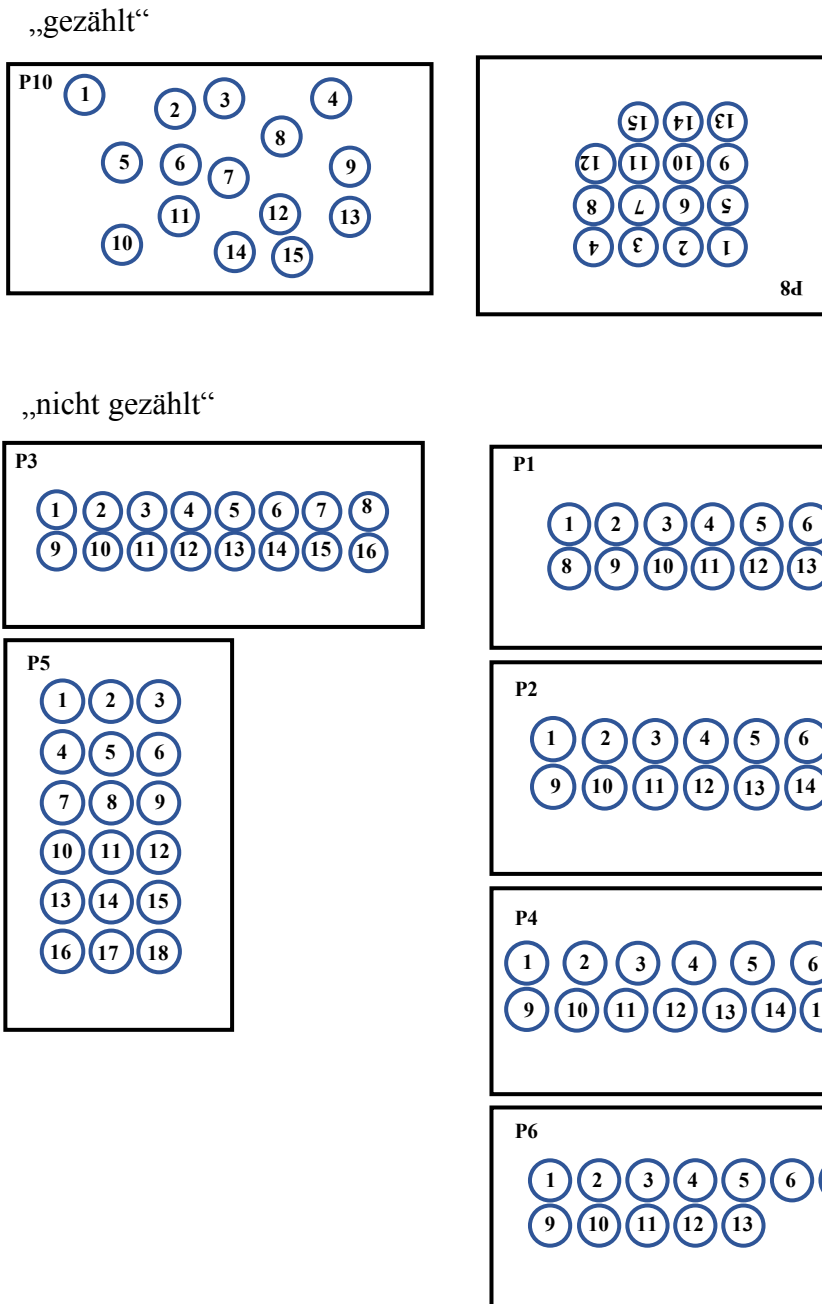 „gezählt“
P10
1 2 3 4
5 6 7 8 9
10 11 12 13
14 15
P8
1 2 3 4
5 6 7 8
9 10 11 12
13 14 15
„nicht gezählt“
P3
1 2 3 4 5 6 7 8
9 10 11 12 13 14 15 16
P5
1 2 3
4 5 6
7 8 9
10 11 12
13 14 15
16 17 18
P1
1 2 3 4 5 6
8 9 10 11 12 13
P2
1 2 3 4 5 6
9 10 11 12 13 14
P4
1 2 3 4 5 6
9 10 11 12 13 14
P6
1 2 3 4 5 6
9 10 11 12 13